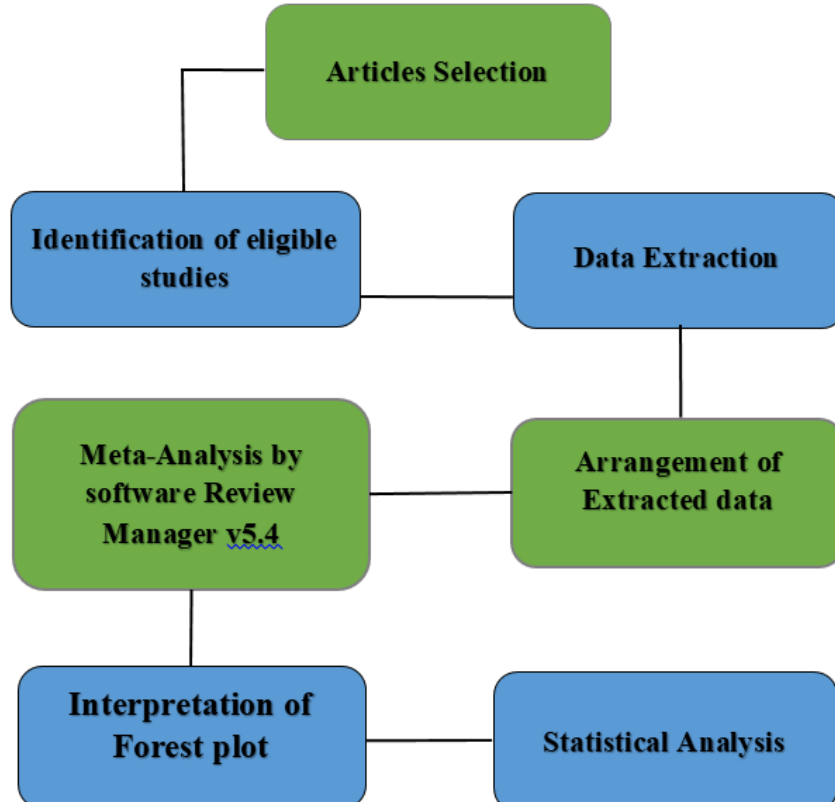 Articles Selection
Identification of eligible
studies
Data Extraction
Meta-Analysis by
software Review
Manager v5.4
Arrangement of
Extracted data
Interpretation of
Forest plot
Statistical Analysis